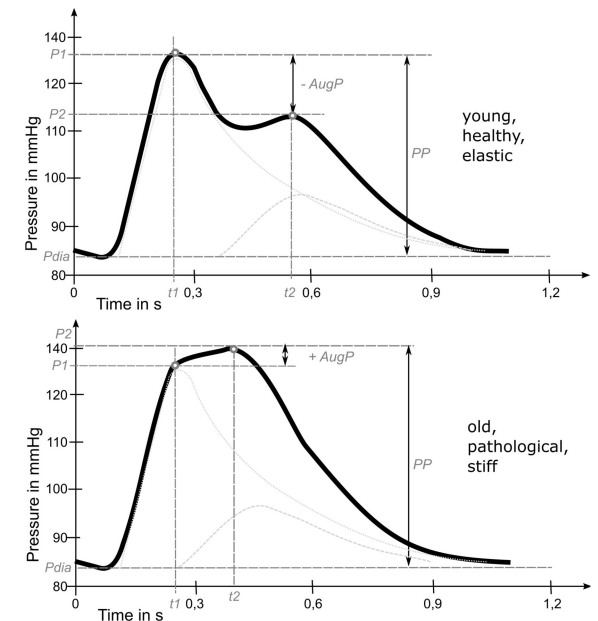 140
P1
120
P2
110
100
90
Pdia
80
Pressure in mmHg
- AugP
PP
young,
healthy,
elastic
0 t1 0,3 t2 0,6 0,9 1,2
Time in s
P2
140
P1
120
110
100
90
Pdia
80
Pressure in mmHg
+ AugP
PP
old,
pathological,
stiff
0 t1 0,3 t2 0,6 0,9 1,2
Time in s